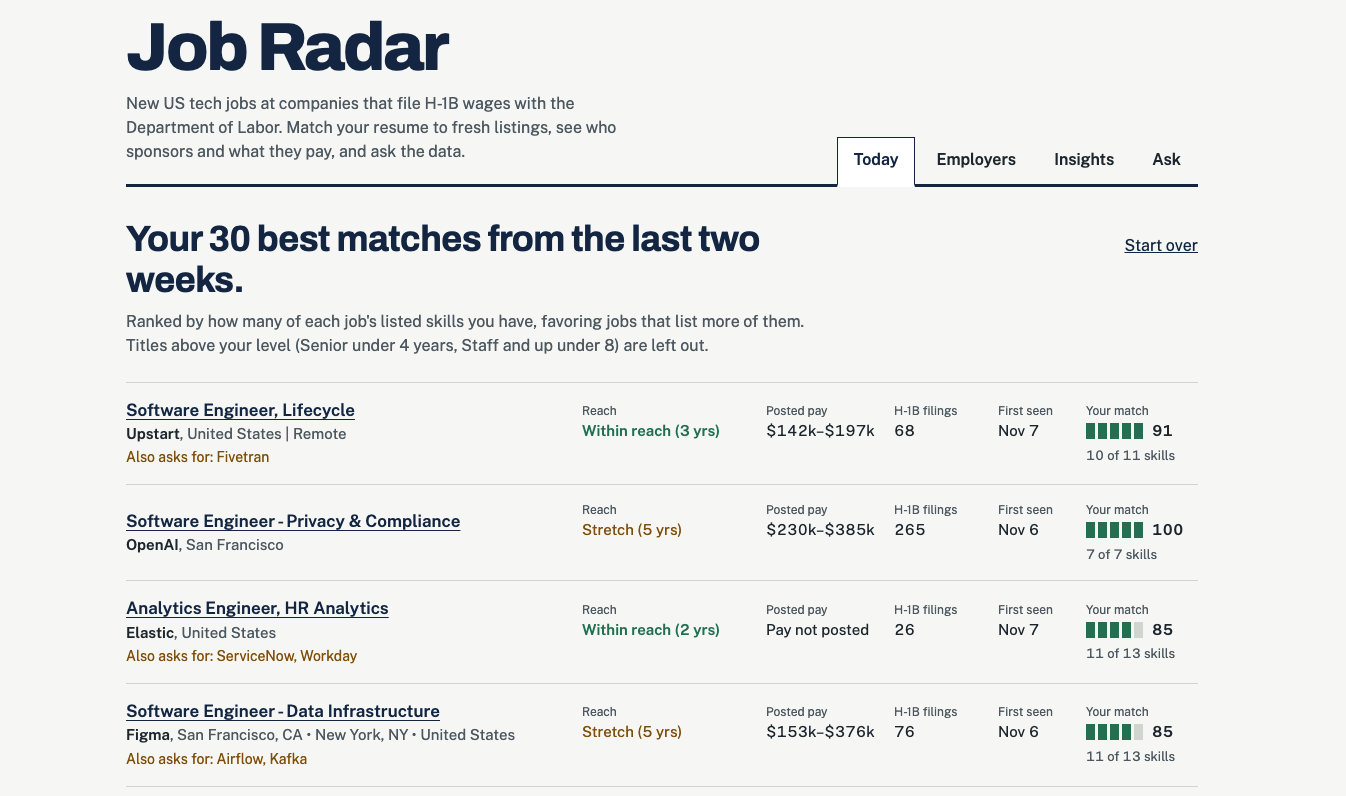 Job Radar
New US tech jobs at companies that file H-1B wages with the
Department of Labor. Match your resume to fresh listings, see who
sponsors and what they pay, and ask the data.
Today Employers Insights Ask
Your 30 best matches from the last two
weeks.
Start over
Ranked by how many of each job's listed skills you have, favoring jobs that list more of them.
Titles above your level (Senior under 4 years, Staff and up under 8) are left out.
Software Engineer, Lifecycle
Upstart, United States | Remote
Also asks for: Fivetran
Reach
Within reach (3 yrs)
Posted pay
$142k–$197k
H-1B filings
68
First seen
Nov 7
Your match
91
10 of 11 skills
Software Engineer - Privacy & Compliance
OpenAI, San Francisco
Reach
Stretch (5 yrs)
Posted pay
$230k–$385k
H-1B filings
265
First seen
Nov 6
Your match
100
7 of 7 skills
Analytics Engineer, HR Analytics
Elastic, United States
Also asks for: ServiceNow, Workday
Reach
Within reach (2 yrs)
Posted pay
Pay not posted
H-1B filings
26
First seen
Nov 7
Your match
85
11 of 13 skills
Software Engineer - Data Infrastructure
Figma, San Francisco, CA • New York, NY • United States
Also asks for: Airflow, Kafka
Reach
Stretch (5 yrs)
Posted pay
$153k–$376k
H-1B filings
76
First seen
Nov 6
Your match
85
11 of 13 skills